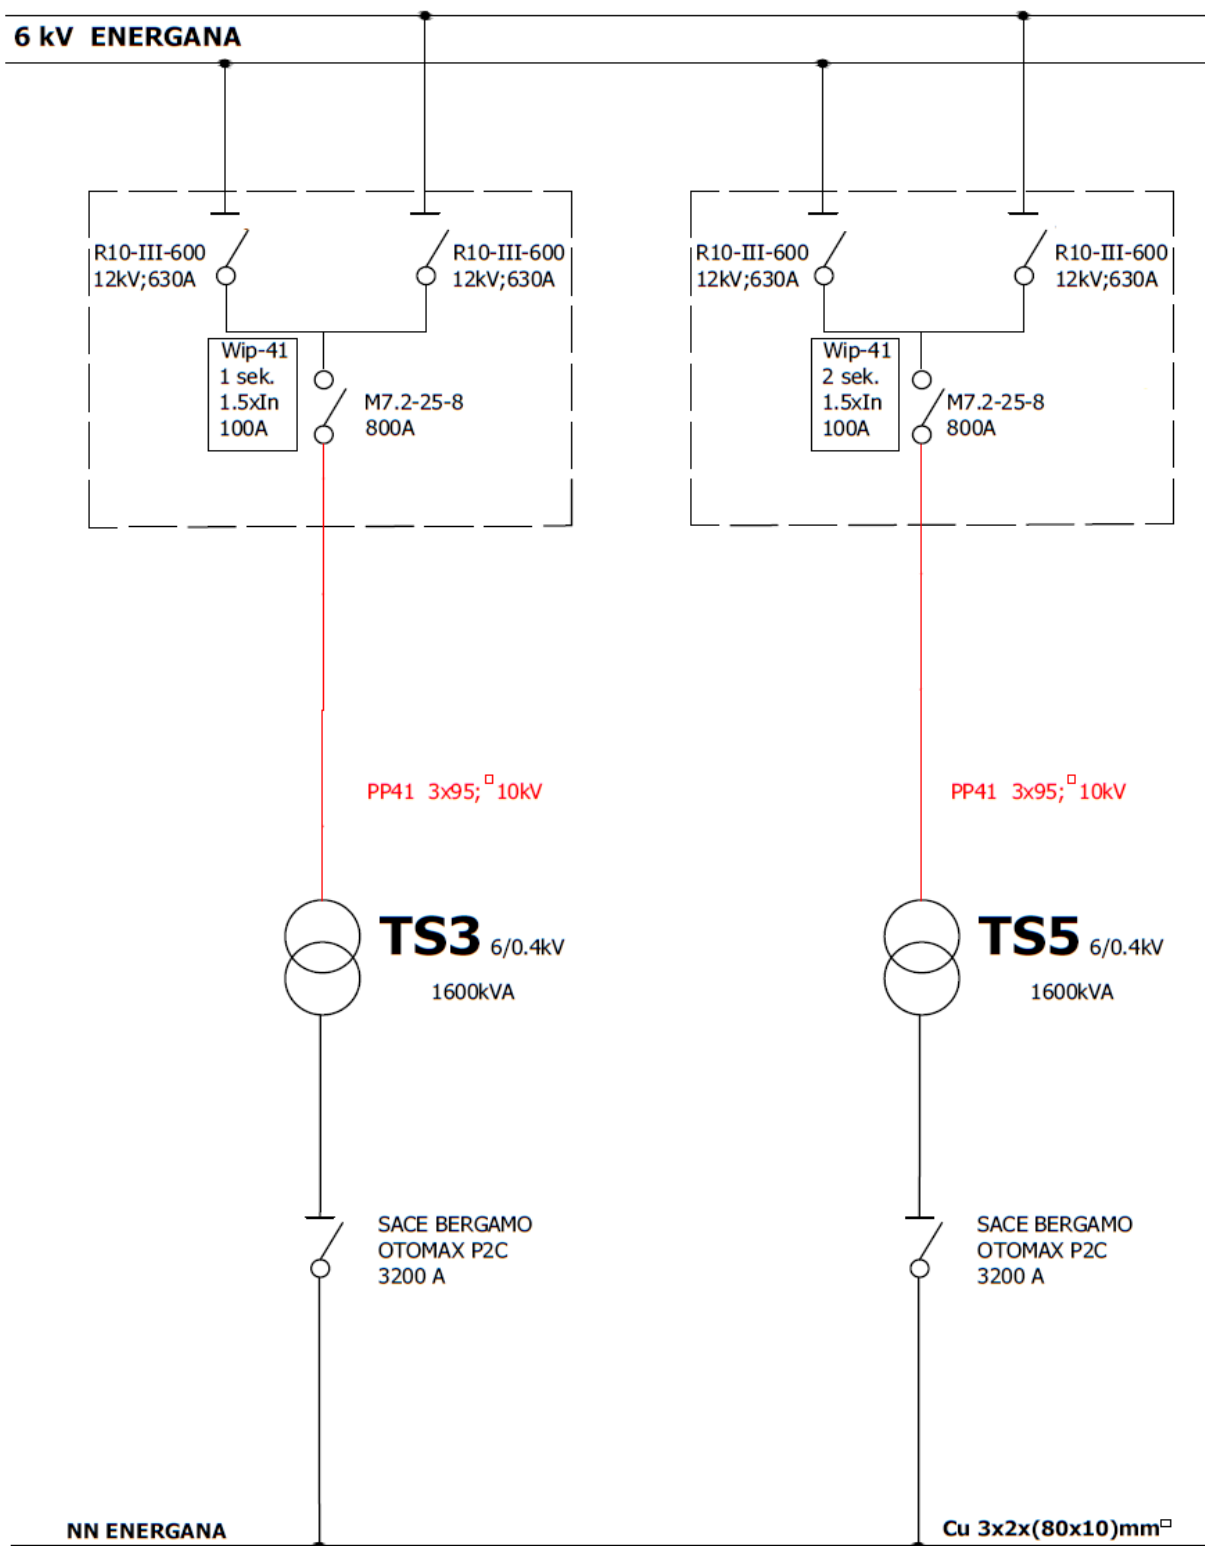 6 kV ENERGANA
R10-III-600
12kV;630A
R10-III-600
12kV;630A
Wip-41
1 sek.
1.5xIn
100A
M7.2-25-8
800A
R10-III-600
12kV;630A
R10-III-600
12kV;630A
Wip-41
2 sek.
1.5xIn
100A
M7.2-25-8
800A
PP41 3x95;□10kV
PP41 3x95;□10kV
TS3 6/0.4kV
1600kVA
TS5 6/0.4kV
1600kVA
SACE BERGAMO
OTOMAX P2C
3200 A
SACE BERGAMO
OTOMAX P2C
3200 A
NN ENERGANA
Cu 3x2x(80x10)mm□